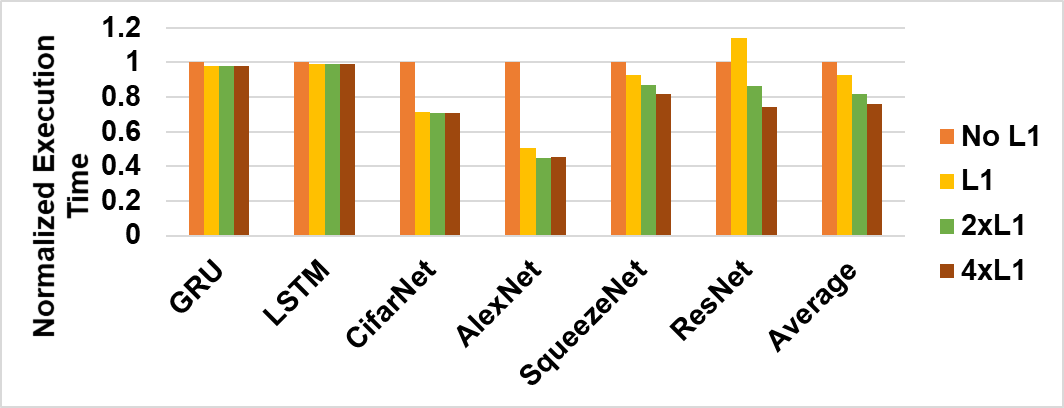 Normalized Execution
Time
1.2
1
0.8
0.6
0.4
0.2
0
GRU
LSTM
CifarNet
AlexNet
SqueezeNet
ResNet
Average
No L1
L1
2xL1
4xL1